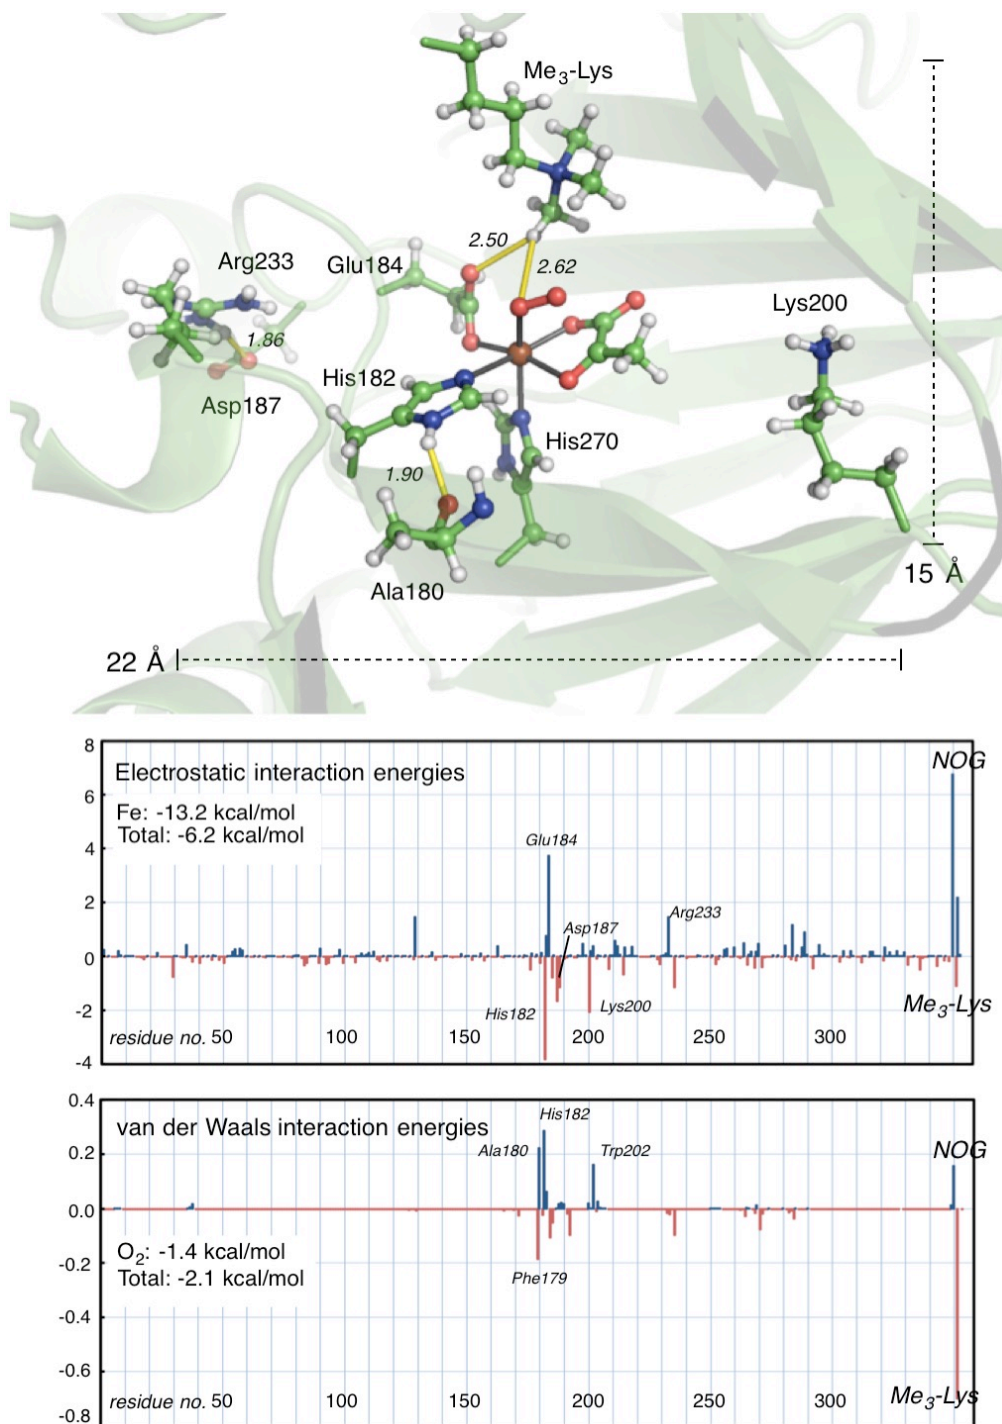 Me3-Lys
2.50
Arg233
Glu184
2.62
Lys200
1.86
His182
Asp187
His270
1.90
15 Å
Ala180
22 Å
8
NOG
Electrostatic interaction energies
6
Fe: -13.2 kcal/mol
Total: -6.2 kcal/mol
4
Glu184
2
Asp187
Arg233
0
His182
Lys200
Me3-Lys
-2
residue no. 50 100 150 200 250 300
-4
0.4
van der Waals interaction energies
His182
Ala180
Trp202
NOG
0.2
0.0
O2: -1.4 kcal/mol
Total: -2.1 kcal/mol
-0.2
Phe179
-0.4
-0.6
residue no. 50 100 150 200 250 300
Me3-Lys
-0.8